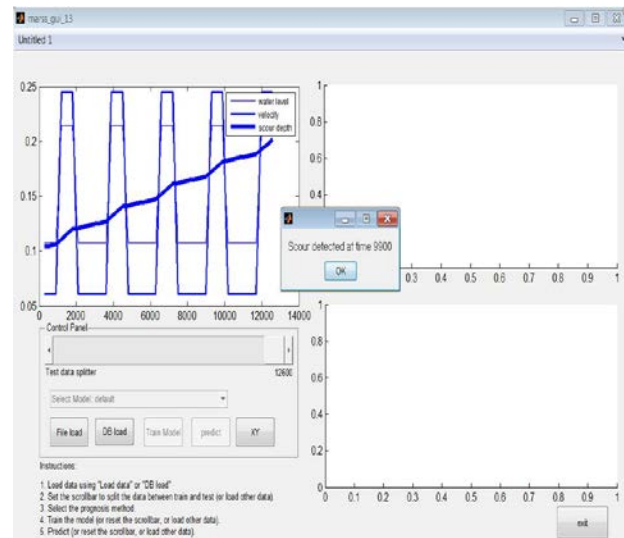 mana_gui_13
Untitled 1
0.25
0.2
0.15
0.1
0.05
0 2000 4000 6000 8000 10000 12000 14000
water level
velocity
scour depth
1
0.8
0.6
0.4
0.3 0.4 0.5 0.6 0.7 0.8 0.9 1
Scour detected at time 9900
OK
Control Panel
Test data splitter 12600
Select Model: default
File load DB load Train Model predict XY
Instructions:
1. Load data using "Load data" or "DB load"
2. Set the scrollbar to split the data between train and test (or load other data)
3. Select the prognosis method.
4. Train the model (or reset the scrollbar, or load other data).
5. Predict (or reset the scrollbar, or load other data).
1
0.8
0.6
0.4
0.2
0
0 0.1 0.2 0.3 0.4 0.5 0.6 0.7 0.8 0.9 1
exit